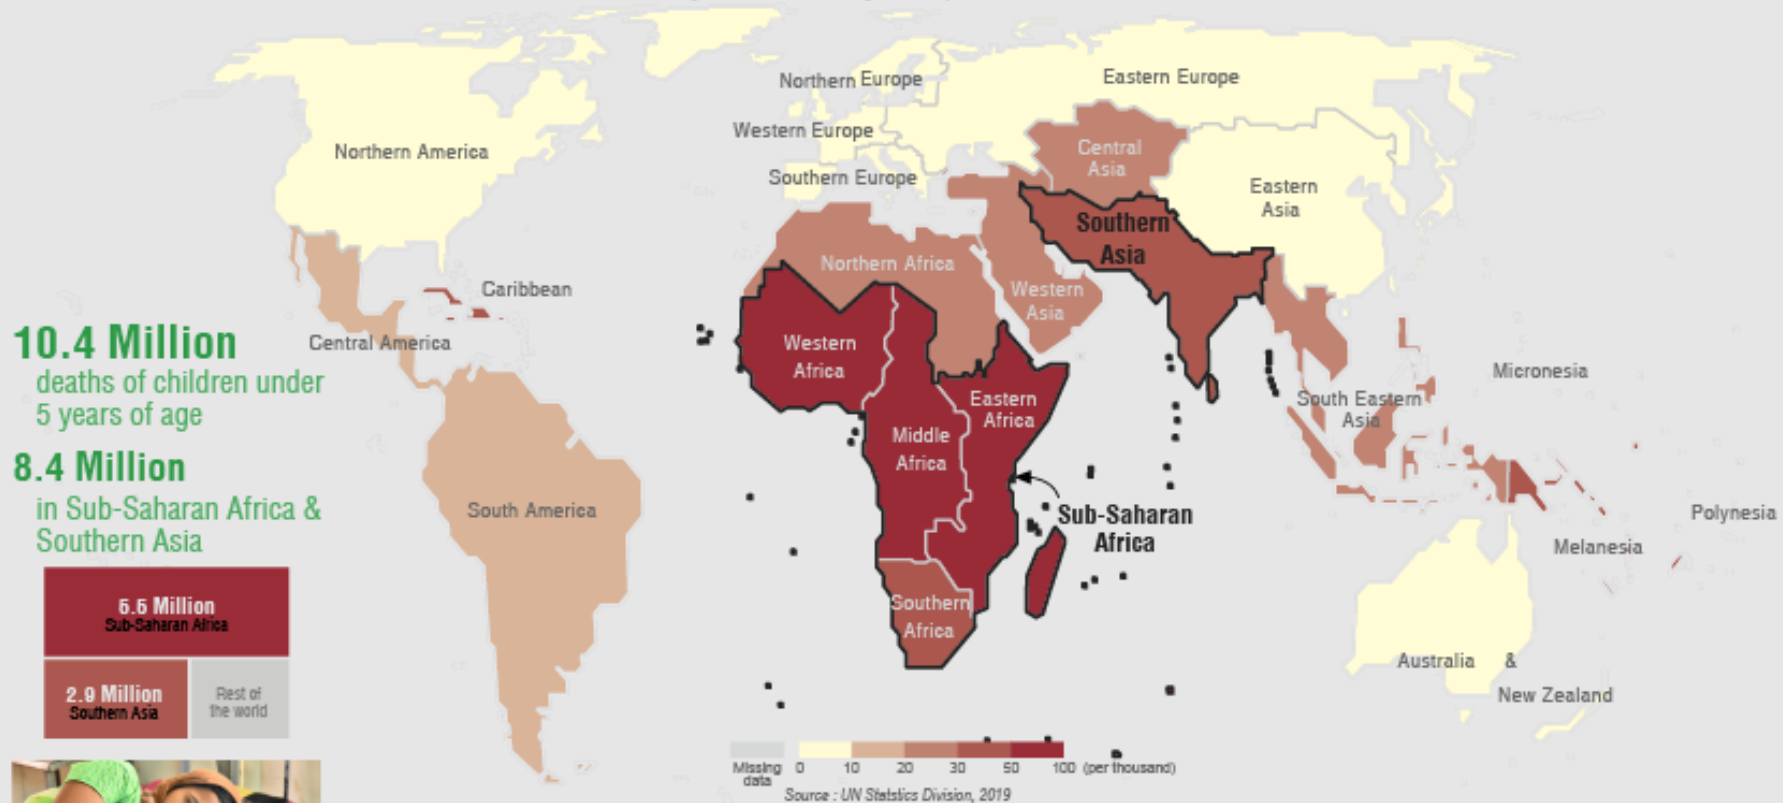 Northern Europe
Eastern Europe
Western Europe
Northern America
Central
Asia
Southern Europe
Eastern
Asia
Southern
Asia
Northern Africa
Caribbean
Western
Asia
Central America
Western
Africa
Micronesia
Eastern
Africa
South Eastern
Asia
Middle
Africa
South America
Sub-Saharan
Africa
Polynesia
Melanesia
Southern
Africa
Australia &
New Zealand
10.4 Million
deaths of children under
5 years of age
8.4 Million
in Sub-Saharan Africa &
Southern Asia
5.5 Million
Sub-Saharan Africa
2.9 Million
Southern Asia
Rest of
the world
Missing
data
0 10 20 30 50 100 (per thousand)
Source : UN Statstics Division, 2019